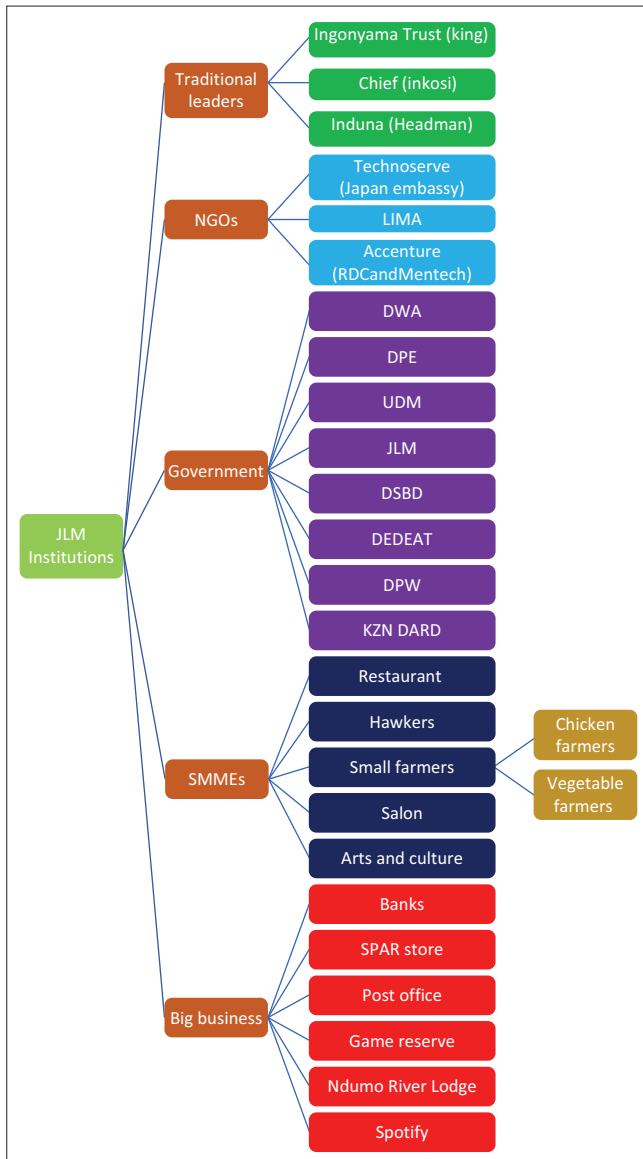 Ingonyama Trust (king)
Traditional
leaders
Chief (inkosi)
Induna (Headman)
Technoserve
(Japan embassy)
NGOs
LIMA
Accenture
(RDCandMentech)
DWA
DPE
UDM
JLM
Government
DSBD
JLM
Institutions
DEDEAT
DPW
KZN DARD
Restaurant
Hawkers
Chicken
farmers
SMMEs
Small farmers
Vegetable
farmers
Salon
Arts and culture
Banks
SPAR store
Post office
Big business
Game reserve
Ndumo River Lodge
Spotify